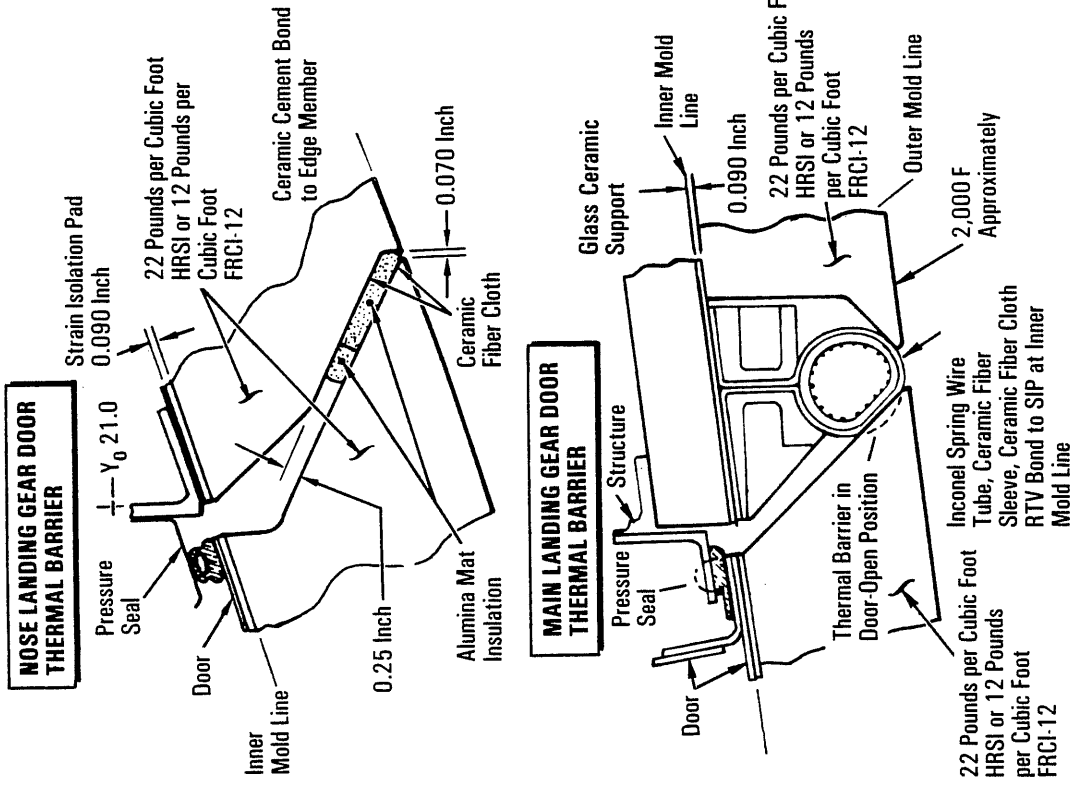 NOSE LANDING GEAR DOOR
THERMAL BARRIER
Y0 21.0
Strain Isolation Pad
0.090 Inch
22 Pounds per Cubic Foot
HRSI or 12 Pounds per
Cubic Foot
FRCI-12
Ceramic Cement Bond
to Edge Member
Pressure
Seal
Door
Inner
Mold Line
0.25 Inch
Alumina Mat
Insulation
Ceramic
Fiber Cloth
0.070 Inch
MAIN LANDING GEAR DOOR
THERMAL BARRIER
Structure
Pressure
Seal
Door
Glass Ceramic
Support
Inner Mold
Line
0.090 Inch
22 Pounds per Cubic F
HRSI or 12 Pounds
per Cubic Foot
FRCI-12
Outer Mold Line
2,000 F
Approximately
Thermal Barrier in
Door-Open Position
Inconel Spring Wire
Tube, Ceramic Fiber
Sleeve, Ceramic Fiber Cloth
RTV Bond to SIP at Inner
Mold Line
22 Pounds per Cubic Foot
HRSI or 12 Pounds
per Cubic Foot
FRCI-12